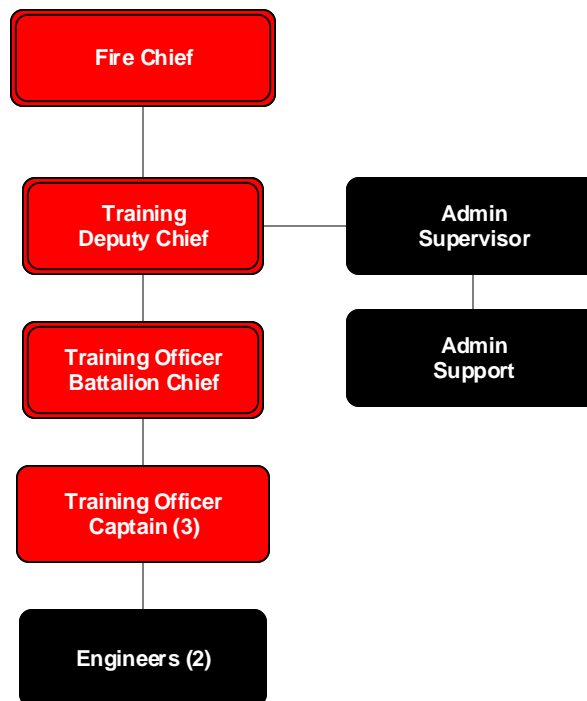 Fire Chief
Training
Deputy Chief
Admin
Supervisor
Training Officer
Battalion Chief
Admin
Support
Training Officer
Captain (3)
Engineers (2)